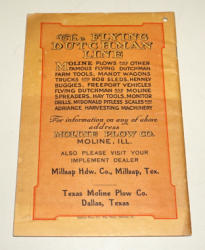 The FLYING
DUTCHMAN
LINE
MOLINE PLOWS AND OTHER
FAMOUS FLYING DUTCHMAN
FARM TOOLS, MANDT WAGONS
TRUCKS AND BOB SLEDS, HENNEY
BUGGIES, FREEPORT VEHICLES
FLYING DUTCHMAN AND MOLINE
SPREADERS, HAY TOOLS, MONITOR
DRILLS, McDONALD PITLESS SCALES AND
ADRIANCE HARVESTING MACHINERY
For information on any of above
address
MOLINE PLOW CO.
MOLINE, ILL.
ALSO PLEASE VISIT YOUR
IMPLEMENT DEALER
Millsap Hdw. Co., Millsap, Tex.
Texas Moline Plow Co.
Dallas, Texas